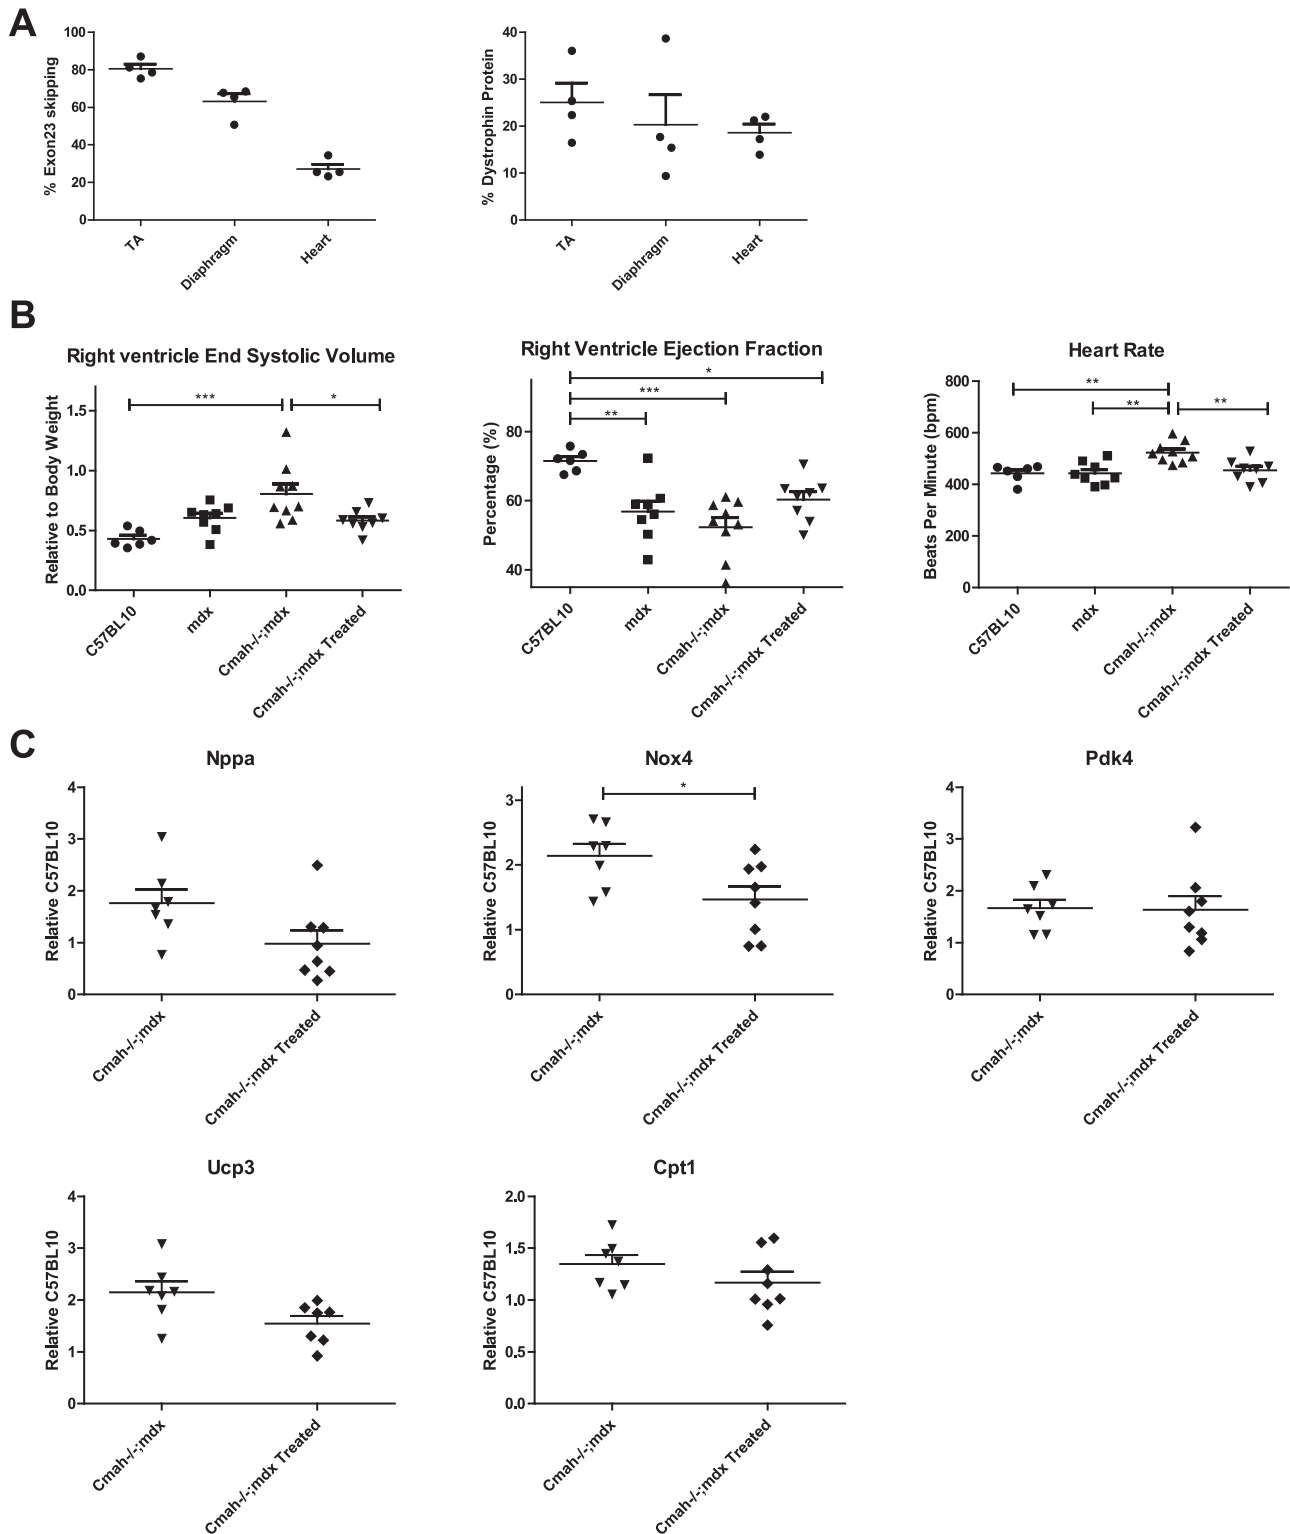 A
% Exon23 skipping
100
80
60
40
20
0
TA
Diaphragm
Heart
% Dystrophin Protein
40
30
20
10
0
TA
Diaphragm
Heart
B
Right ventricle End Systolic Volume
Relative to Body Weight
1.5
1.0
0.5
0.0
***
*
C57BL10
mdx
Cmah-/-;mdx
Cmah-/-;mdx Treated
Right Ventricle Ejection Fraction
Percentage (%)
80
60
40
*
***
**
C57BL10
mdx
Cmah-/-;mdx
Cmah-/-;mdx Treated
Heart Rate
Beats Per Minute (bpm)
800
600
400
200
0
**
**
**
C57BL10
mdx
Cmah-/-;mdx
Cmah-/-;mdx Treated
C
Nppa
Relative C57BL10
4
3
2
1
0
Cmah-/-;mdx
Cmah-/-;mdx Treated
Nox4
Relative C57BL10
3
2
1
0
*
Cmah-/-;mdx
Cmah-/-;mdx Treated
Pdk4
Relative C57BL10
4
3
2
1
0
Cmah-/-;mdx
Cmah-/-;mdx Treated
Ucp3
Relative C57BL10
4
3
2
1
0
Cmah-/-;mdx
Cmah-/-;mdx Treated
Cpt1
Relative C57BL10
2.0
1.5
1.0
0.5
0.0
Cmah-/-;mdx
Cmah-/-;mdx Treated